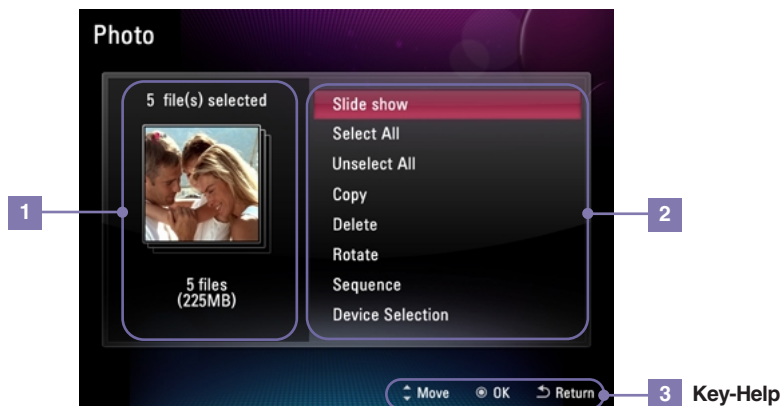 Photo
5 file(s) selected
5 files
(225MB)
Slide show
Select All
Unselect All
Copy
Delete
Rotate
Sequence
Device Selection
1
2
Move OK Return
3 Key-Help